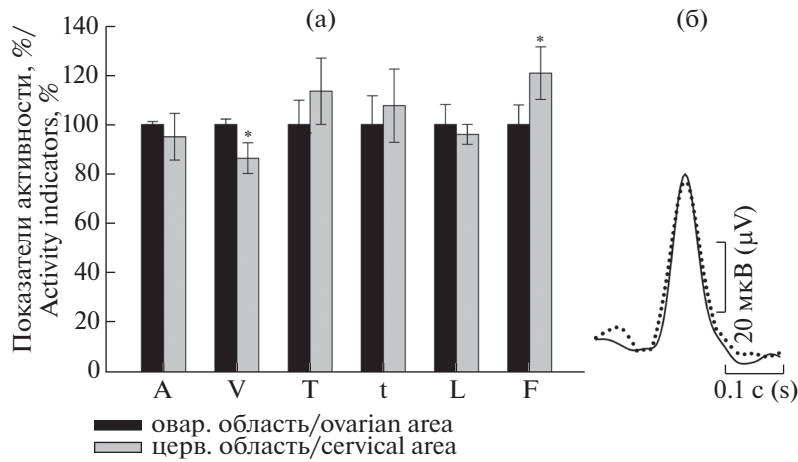 (а)
(б)
Показатели активности, %/
Activity indicators, %
140
120
100
80
60
40
20
0
*
*
A
V
T
t
L
F
20 мкВ (μV)
0.1 с (s)
овар. область/ovarian area
церв. область/cervical area